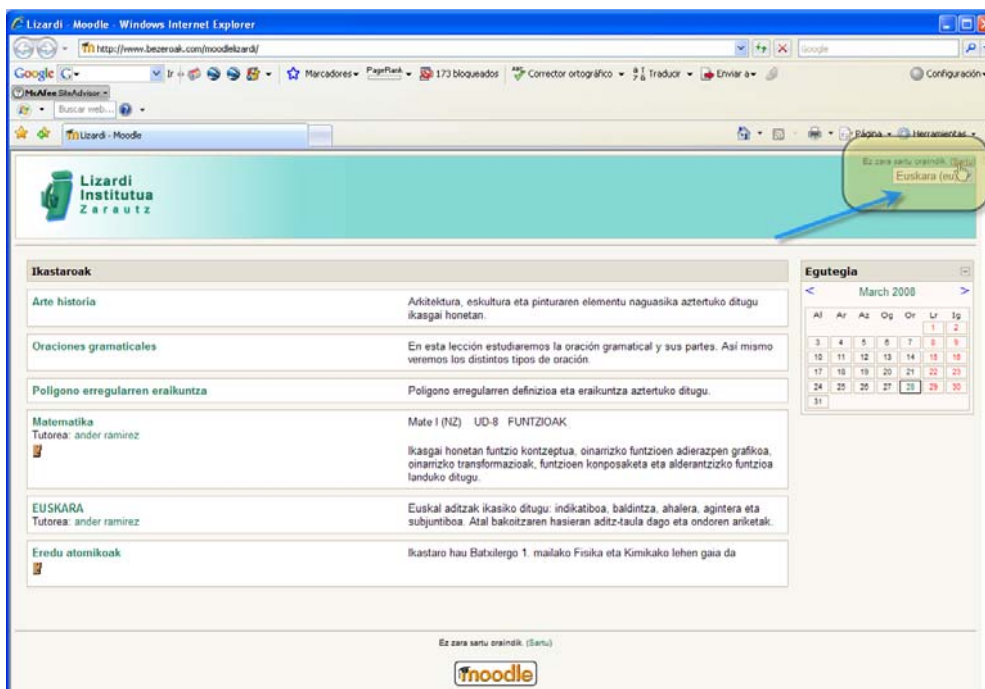 Lizardi - Moodle - Windows Internet Explorer
http://www.bezeroak.com/moodlelizardi/
Google
Google G Ir Marcadores PageRank 173 bloqueados Corrector ortográfico Traducir Enviar a Configuración
McAfee SiteAdvisor
Buscar web...
Lizardi - Moodle
Página Herramientas
Ez zara sartu oraindik. (Sartu)
Euskara (eu)
Lizardi
Institutua
Zarautz
Ikastaroak
Arte historia
Arkitektura, eskultura eta pinturaren elementu naguasika aztertuko ditugu
ikasgai honetan.
Oraciones gramaticales
En esta lección estudiaremos la oración gramatical y sus partes. Así mismo
veremos los distintos tipos de oración.
Poligono erregularren eraikuntza
Poligono erregularren definizioa eta eraikuntza aztertuko ditugu.
Matematika
Tutorea: ander ramirez
Mate I (NZ) UD-8 FUNTZIOAK
Ikasgai honetan funtzio kontzeptua, oinarrizko funtzioen adierazpen grafikoa,
oinarrizko transformazioak, funtzioen konposaketa eta alderantzizko funtzioa
landuko ditugu.
EUSKARA
Tutorea: ander ramirez
Euskal aditzak ikasiko ditugu: indikatiboa, baldintza, ahalera, agintera eta
subjuntiboa. Atal bakoitzaren hasieran aditz-taula dago eta ondoren ariketak.
Eredu atomikoak
Ikastaro hau Batxilergo 1. mailako Fisika eta Kimikako lehen gaia da
Egutegia
< March 2008 >
Al Ar Az Og Or Lr Ig
1 2
3 4 5 6 7 8 9
10 11 12 13 14 15 16
17 18 19 20 21 22 23
24 25 26 27 28 29 30
31
Ez zara sartu oraindik. (Sartu)
moodle